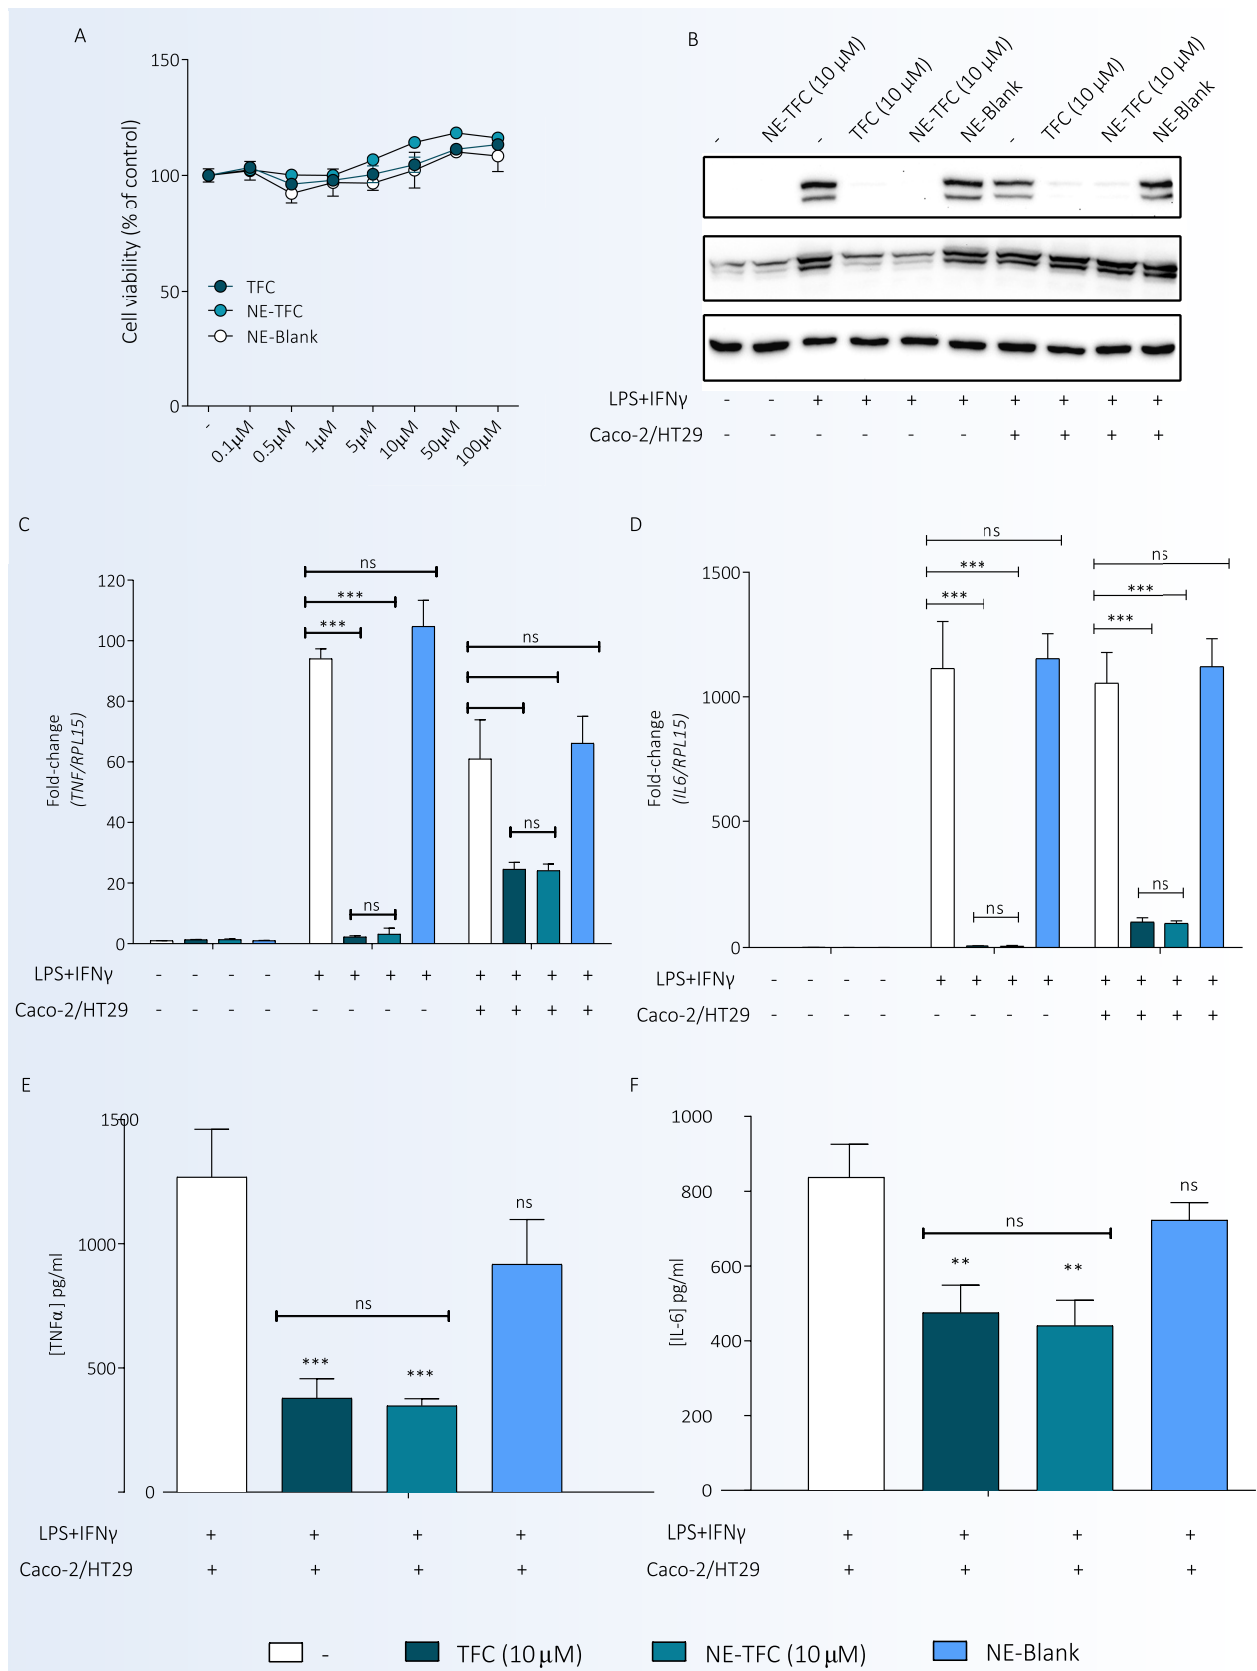 A
150
100
50
0
Cell viability (% of control)
TFC
NE-TFC
NE-Blank
-
0.1µM
0.5µM
1µM
5µM
10µM
50µM
100µM
B
-
NE-TFC (10 µM)
-
TFC (10 µM)
NE-TFC (10 µM)
NE-Blank
-
TFC (10 µM)
NE-TFC (10 µM)
NE-Blank
LPS+IFNγ - - + + + + + + + +
Caco-2/HT29 - - - - - - + + + +
C
120
100
80
60
40
20
0
Fold-change
(TNF/RPL15)
ns
***
***
ns
ns
ns
LPS+IFNγ - - - - + + + + + + + +
Caco-2/HT29 - - - - - - - - + + + +
D
1500
1000
500
0
Fold-change
(IL6/RPL15)
ns
***
***
ns
ns
***
***
ns
LPS+IFNγ - - - - + + + + + + + +
Caco-2/HT29 - - - - - - - - + + + +
E
1500
1000
500
0
[TNFα] pg/ml
ns
***
***
ns
LPS+IFNγ + + + +
Caco-2/HT29 + + + +
F
1000
800
600
400
200
0
[IL-6] pg/ml
ns
**
**
ns
LPS+IFNγ + + + +
Caco-2/HT29 + + + +
- TFC (10 µM) NE-TFC (10 µM) NE-Blank